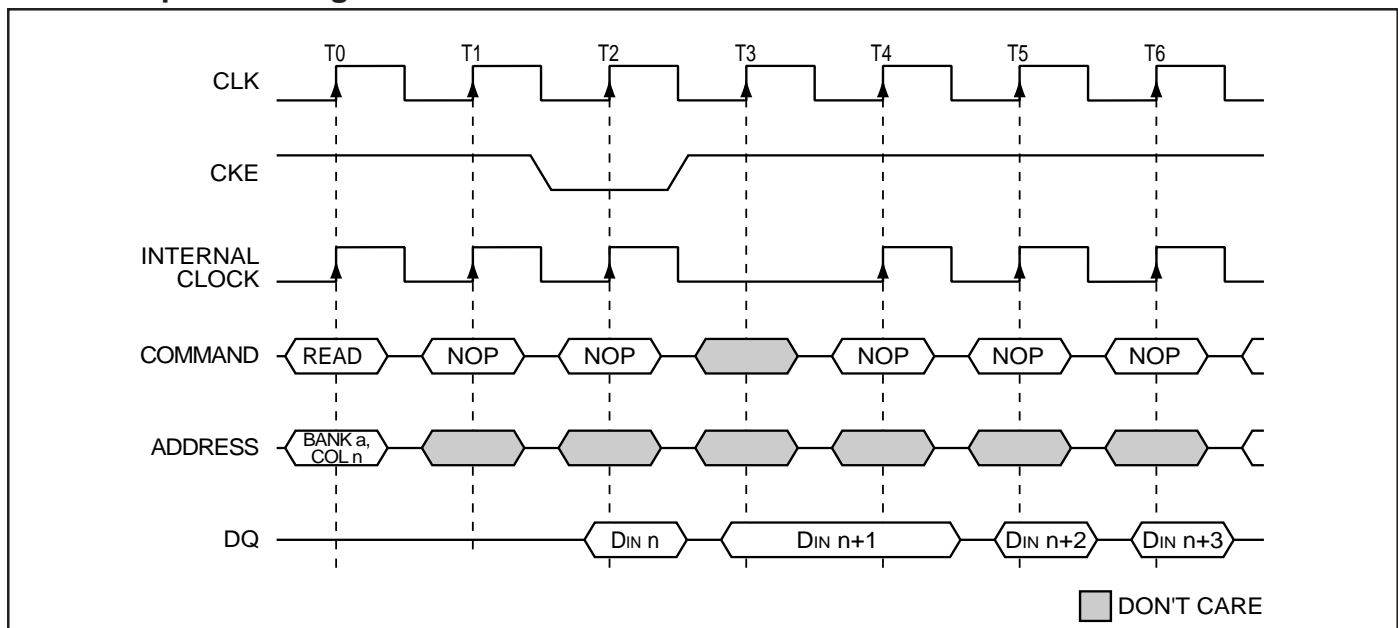 T0 T1 T2 T3 T4 T5 T6
CLK
CKE
INTERNAL
CLOCK
COMMAND READ NOP NOP NOP NOP NOP
ADDRESS BANK a,
COL n
DQ DIN n DIN n+1 DIN n+2 DIN n+3
DON'T CARE